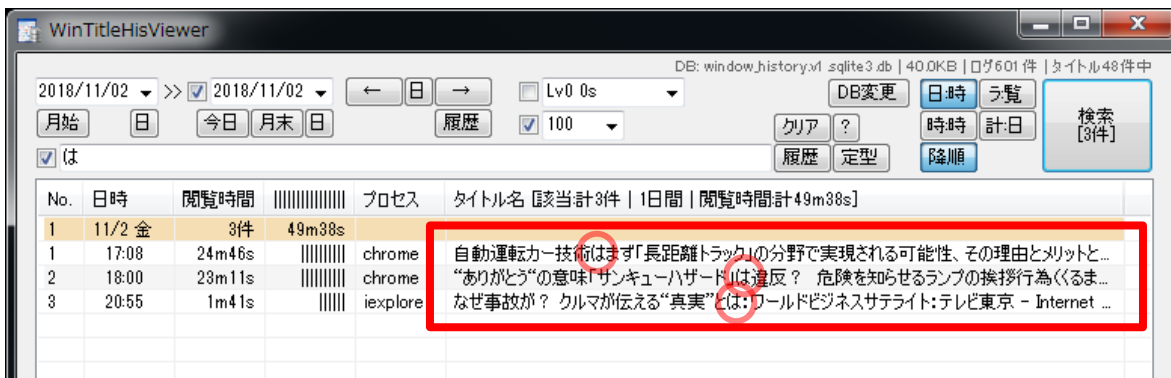 WinTitleHisViewer
DB: window_history.v1 .sqlite3.db | 40.0KB | ログ601件 | タイトル48件中
2018/11/02 >> 2018/11/02 ← 日 → Lv0 0s DB変更 日:時 ラ:覧 検索
月始 日 今日 月末 日 履歴 100 クリア ? 時:時 計:日 [3件]
は 履歴 定型 降順
No. 日時 閲覧時間 |||||||||||||||| プロセス タイトル名 [該当:計3件 | 1日間 | 閲覧時間:計49m38s]
1 11/2 金 3件 49m38s
1 17:08 24m46s |||||||||| chrome 自動運転カー技術はまず「長距離トラック」の分野で実現される可能性、その理由とメリットと...
2 18:00 23m11s |||||||||| chrome “ありがとう“の意味「サンキューハザード」は違反？ 危険を知らせるランプの挨拶行為〈くるま...
3 20:55 1m41s |||||| iexplore なぜ事故が？ クルマが伝える“真実”とは：ワールドビジネスサテライト：テレビ東京 - Internet ...